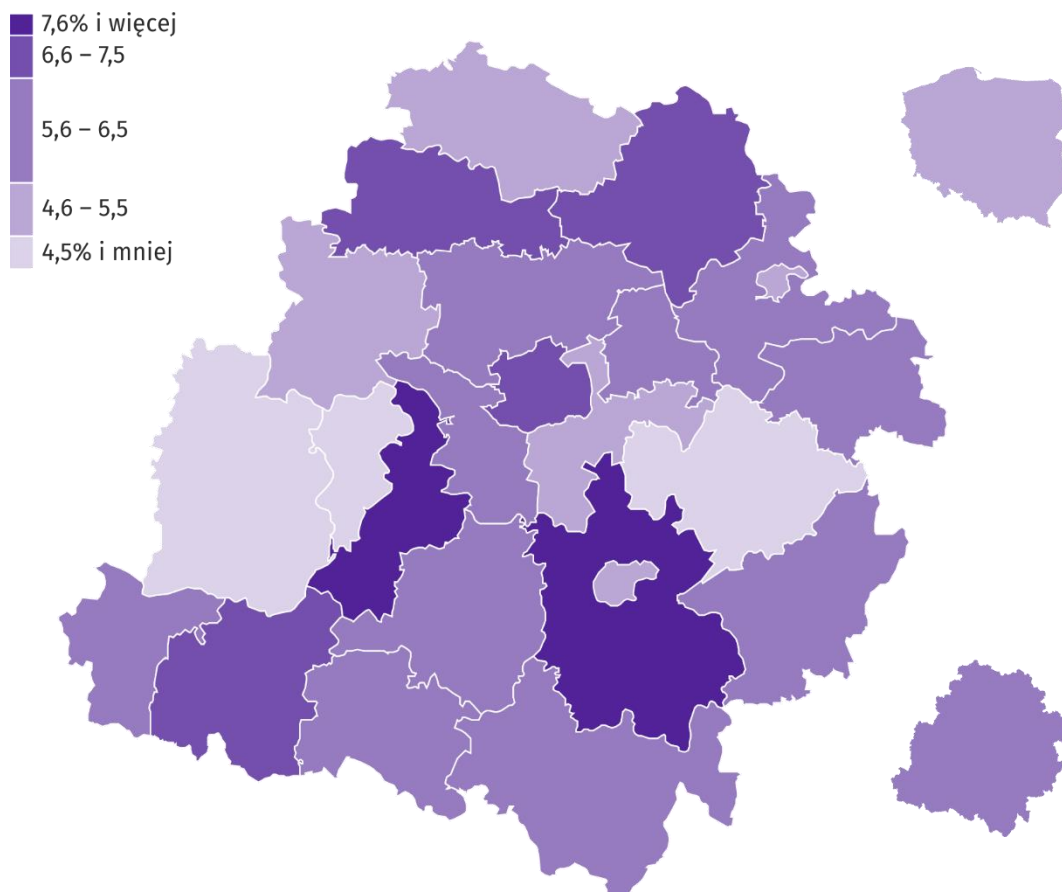 7,6% i więcej
6,6 – 7,5
5,6 – 6,5
4,6 – 5,5
4,5% i mniej